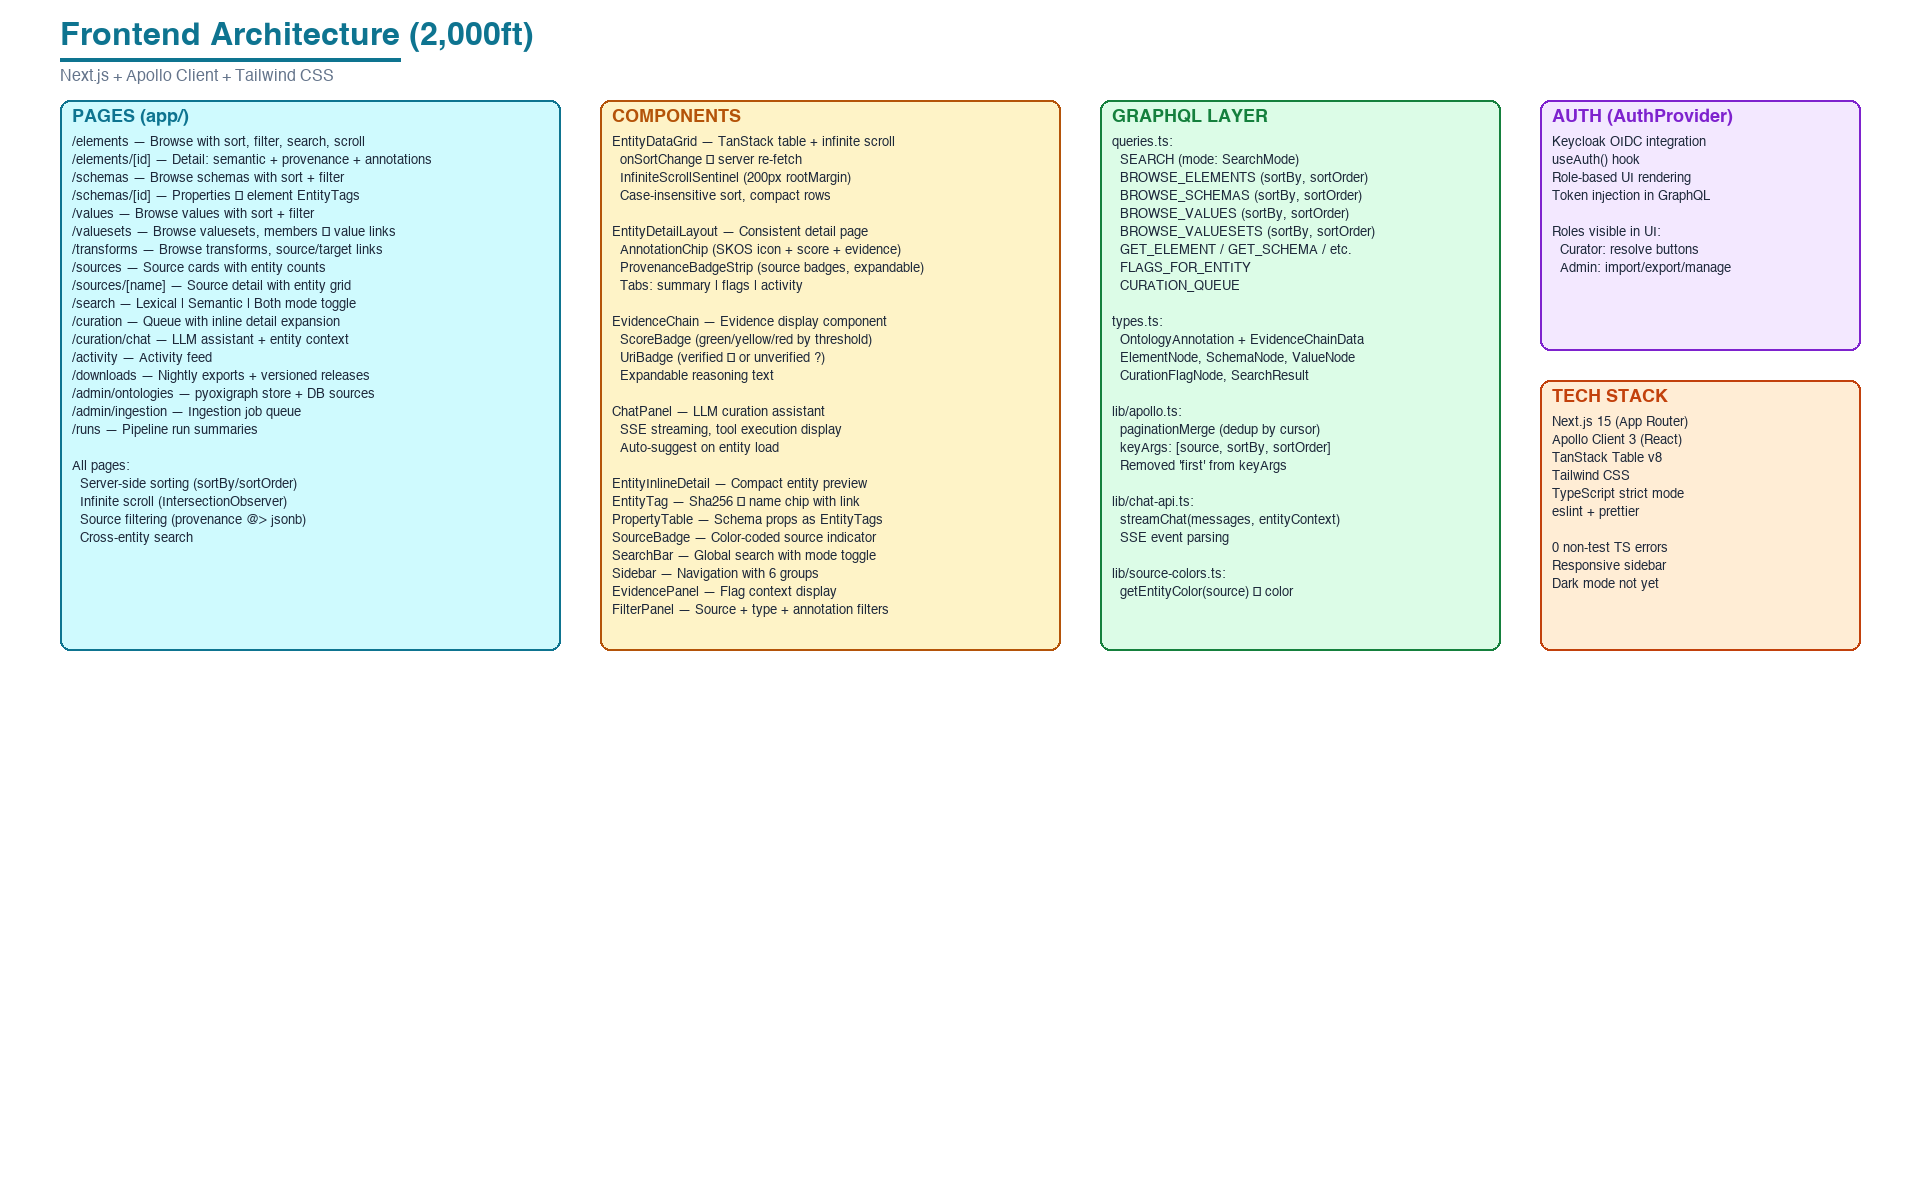 Frontend Architecture (2,000ft)
Next.js + Apollo Client + Tailwind CSS
PAGES (app/)
/elements — Browse with sort, filter, search, scroll
/elements/[id] — Detail: semantic + provenance + annotations
/schemas — Browse schemas with sort + filter
/schemas/[id] — Properties □ element EntityTags
/values — Browse values with sort + filter
/valuesets — Browse valuesets, members □ value links
/transforms — Browse transforms, source/target links
/sources — Source cards with entity counts
/sources/[name] — Source detail with entity grid
/search — Lexical | Semantic | Both mode toggle
/curation — Queue with inline detail expansion
/curation/chat — LLM assistant + entity context
/activity — Activity feed
/downloads — Nightly exports + versioned releases
/admin/ontologies — pyoxigraph store + DB sources
/admin/ingestion — Ingestion job queue
/runs — Pipeline run summaries
All pages:
Server-side sorting (sortBy/sortOrder)
Infinite scroll (IntersectionObserver)
Source filtering (provenance @> jsonb)
Cross-entity search
COMPONENTS
EntityDataGrid — TanStack table + infinite scroll
onSortChange □ server re-fetch
InfiniteScrollSentinel (200px rootMargin)
Case-insensitive sort, compact rows
EntityDetailLayout — Consistent detail page
AnnotationChip (SKOS icon + score + evidence)
ProvenanceBadgeStrip (source badges, expandable)
Tabs: summary | flags | activity
EvidenceChain — Evidence display component
ScoreBadge (green/yellow/red by threshold)
UriBadge (verified □ or unverified ?)
Expandable reasoning text
ChatPanel — LLM curation assistant
SSE streaming, tool execution display
Auto-suggest on entity load
EntityInlineDetail — Compact entity preview
EntityTag — Sha256 □ name chip with link
PropertyTable — Schema props as EntityTags
SourceBadge — Color-coded source indicator
SearchBar — Global search with mode toggle
Sidebar — Navigation with 6 groups
EvidencePanel — Flag context display
FilterPanel — Source + type + annotation filters
GRAPHQL LAYER
queries.ts:
SEARCH (mode: SearchMode)
BROWSE_ELEMENTS (sortBy, sortOrder)
BROWSE_SCHEMAS (sortBy, sortOrder)
BROWSE_VALUES (sortBy, sortOrder)
BROWSE_VALUESETS (sortBy, sortOrder)
GET_ELEMENT / GET_SCHEMA / etc.
FLAGS_FOR_ENTITY
CURATION_QUEUE
types.ts:
OntologyAnnotation + EvidenceChainData
ElementNode, SchemaNode, ValueNode
CurationFlagNode, SearchResult
lib/apollo.ts:
paginationMerge (dedup by cursor)
keyArgs: [source, sortBy, sortOrder]
Removed 'first' from keyArgs
lib/chat-api.ts:
streamChat(messages, entityContext)
SSE event parsing
lib/source-colors.ts:
getEntityColor(source) □ color
AUTH (AuthProvider)
Keycloak OIDC integration
useAuth() hook
Role-based UI rendering
Token injection in GraphQL
Roles visible in UI:
Curator: resolve buttons
Admin: import/export/manage
TECH STACK
Next.js 15 (App Router)
Apollo Client 3 (React)
TanStack Table v8
Tailwind CSS
TypeScript strict mode
eslint + prettier
0 non-test TS errors
Responsive sidebar
Dark mode not yet